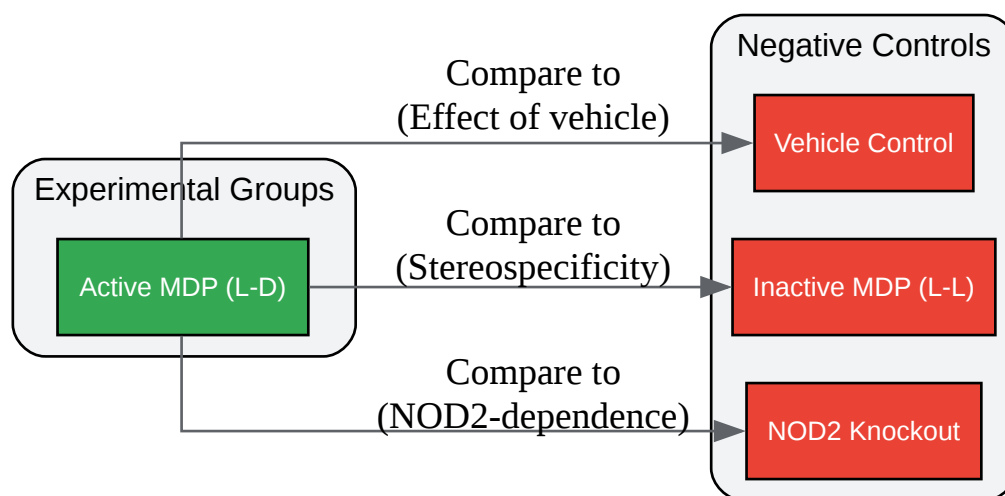 Negative Controls
Compare to
(Effect of vehicle)
Vehicle Control
Experimental Groups
Compare to
(Stereospecificity)
Active MDP (L-D)
Inactive MDP (L-L)
Compare to
(NOD2-dependence)
NOD2 Knockout